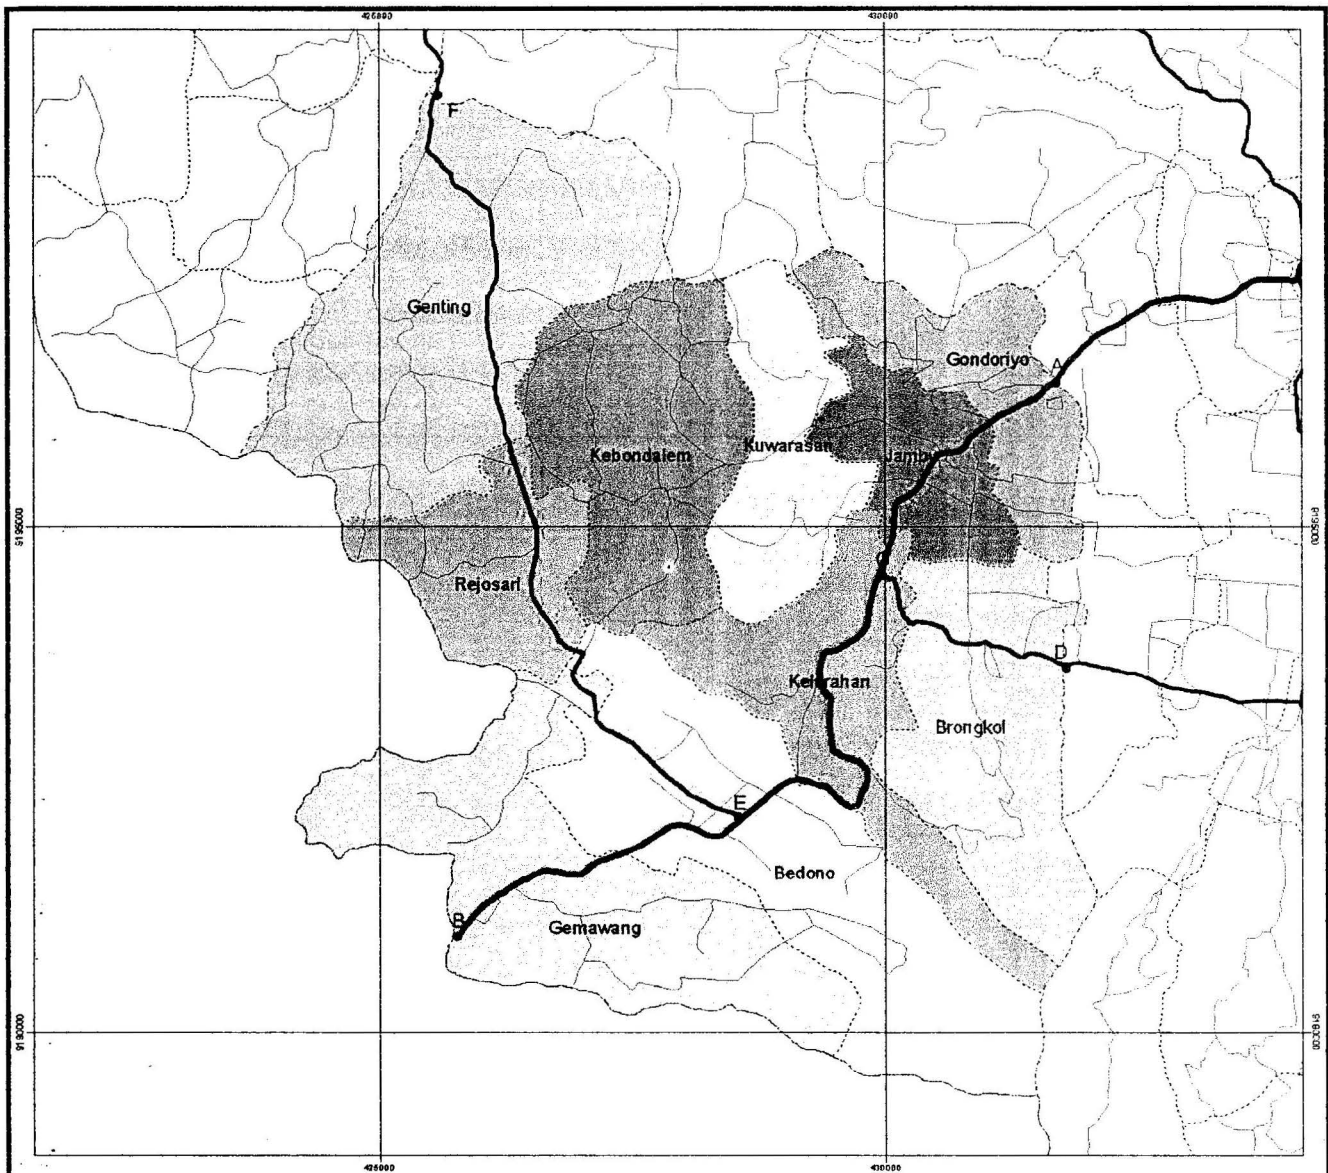 425000 430000
F
Genting
Gondoriyo
A
Kebondalem
Kuwarasan
Jambu
9195000 9195000
C
Rejosari
D
Kelurahan
Brongkol
E
Bedono
B
Gemawang
9190000 9190000
425000 430000